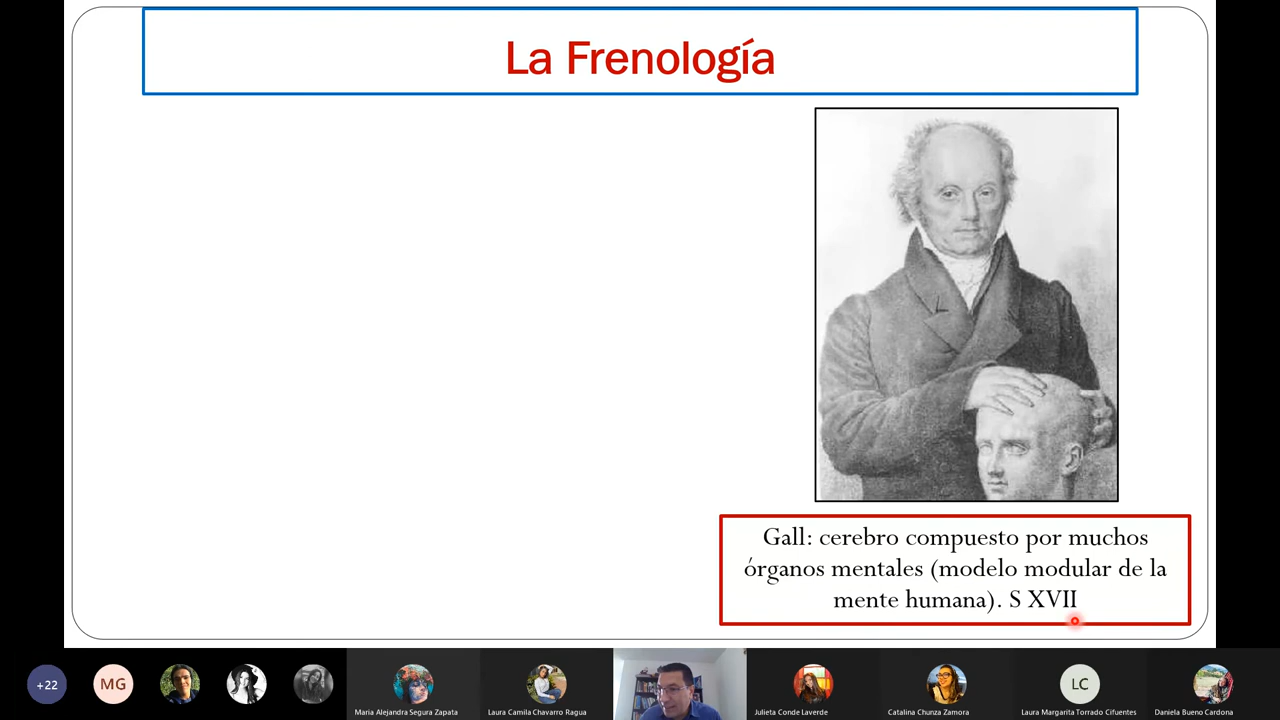 La Frenología
Gall: cerebro compuesto por muchos
órganos mentales (modelo modular de la
mente humana). S XVII
+22
MG
Maria Alejandra Segura Zapata
Laura Camila Chavarro Ragua
Julieta Conde Laverde
Catalina Chunza Zamora
LC
Laura Margarita Torrado Cifuentes
Daniela Bueno Cardona